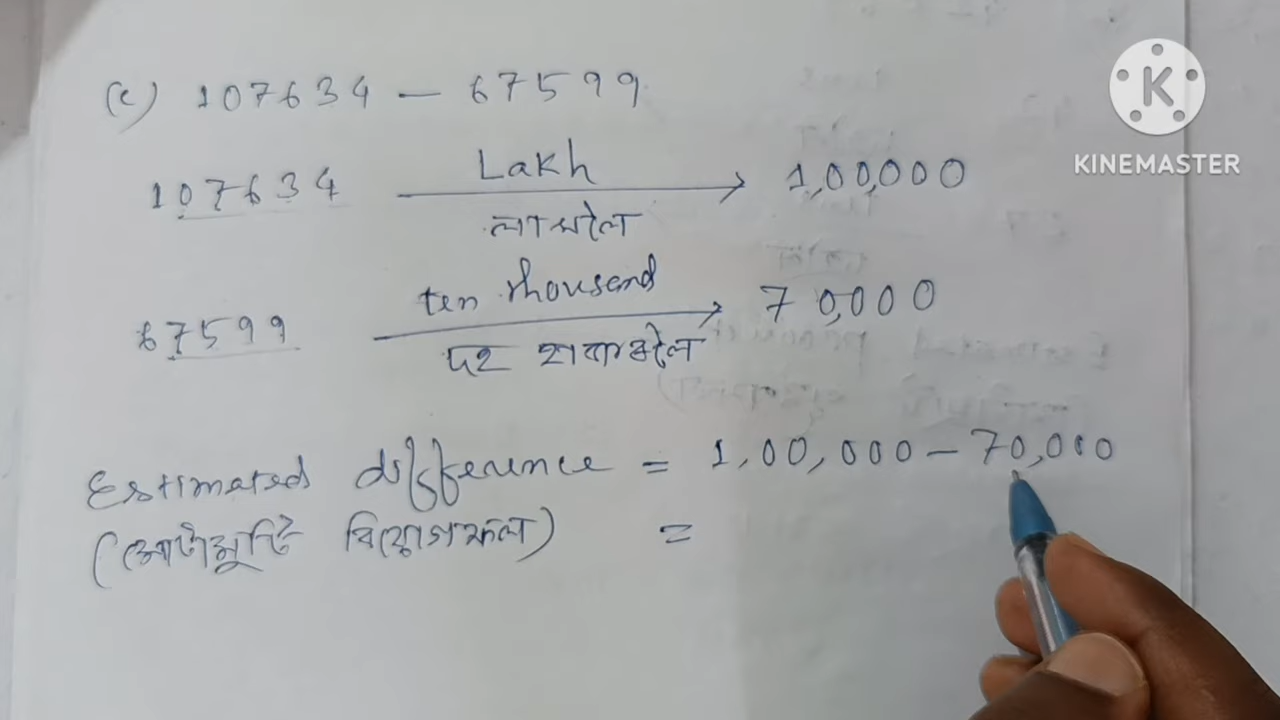 (c) 107634 – 67599
107634 Lakh → 1,00,000
লাখলৈ
67599 ten thousand → 70,000
দহ হাজাৰলৈ
Estimated difference = 1,00,000 – 70,000
(মোটামুটি বিয়োগফল) =
K
KINEMASTER